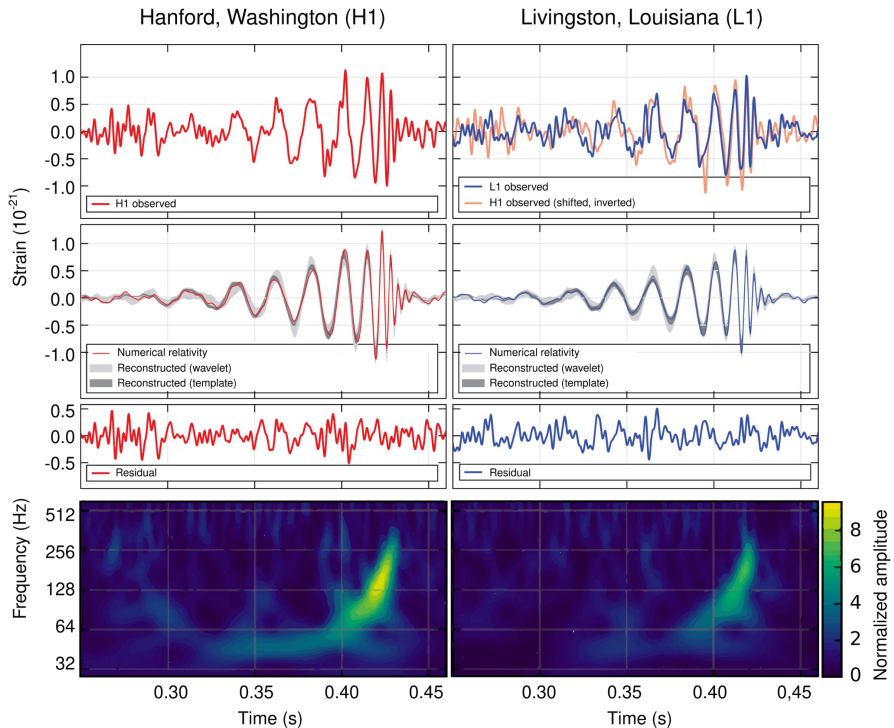 Hanford, Washington (H1)
Livingston, Louisiana (L1)
Strain (10-21)
1.0
0.5
0.0
-0.5
-1.0
H1 observed
L1 observed
H1 observed (shifted, inverted)
1.0
0.5
0.0
-0.5
-1.0
Numerical relativity
Reconstructed (wavelet)
Reconstructed (template)
Numerical relativity
Reconstructed (wavelet)
Reconstructed (template)
0.5
0.0
-0.5
Residual
Residual
Frequency (Hz)
512
256
128
64
32
Normalized amplitude
8
6
4
2
0
0.30
0.35
0.40
0.45
0.30
0.35
0.40
0,45
Time (s)
Time (s)